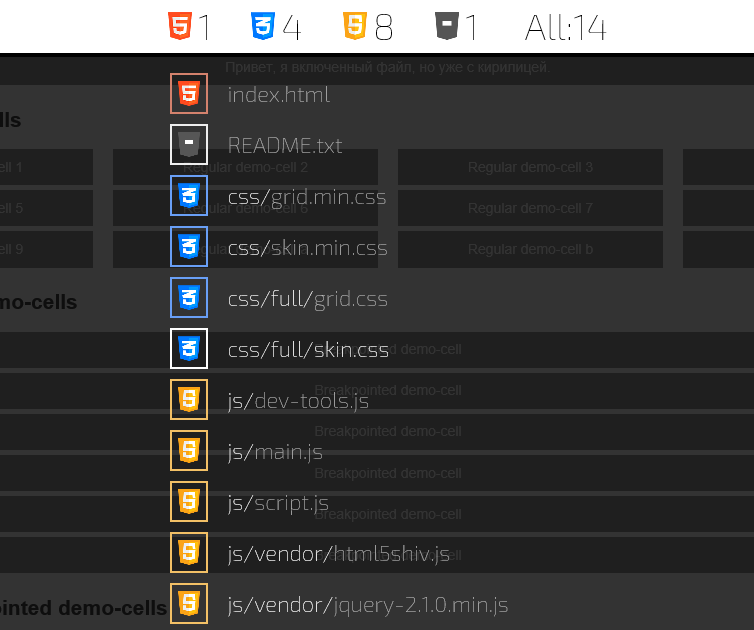 1 4 8 1 All:14
Привет, я включенный файл, но уже с кирилицей.
index.html
lls
README.txt
ell 1 Regular demo-cell 2 Regular demo-cell 3
css/grid.min.css
ell 5 Regular demo-cell 6 Regular demo-cell 7
css/skin.min.css
ell 9 Regular demo-cell b
css/full/grid.css
mo-cells
css/full/skin.css
demo-cell
Breakpointed demo-cell
js/dev-tools.js
Breakpointed demo-cell
js/main.js
Breakpointed demo-cell
js/script.js
Breakpointed demo-cell
js/vendor/html5shiv.js
js/vendor/jquery-2.1.0.min.js
ointed demo-cells